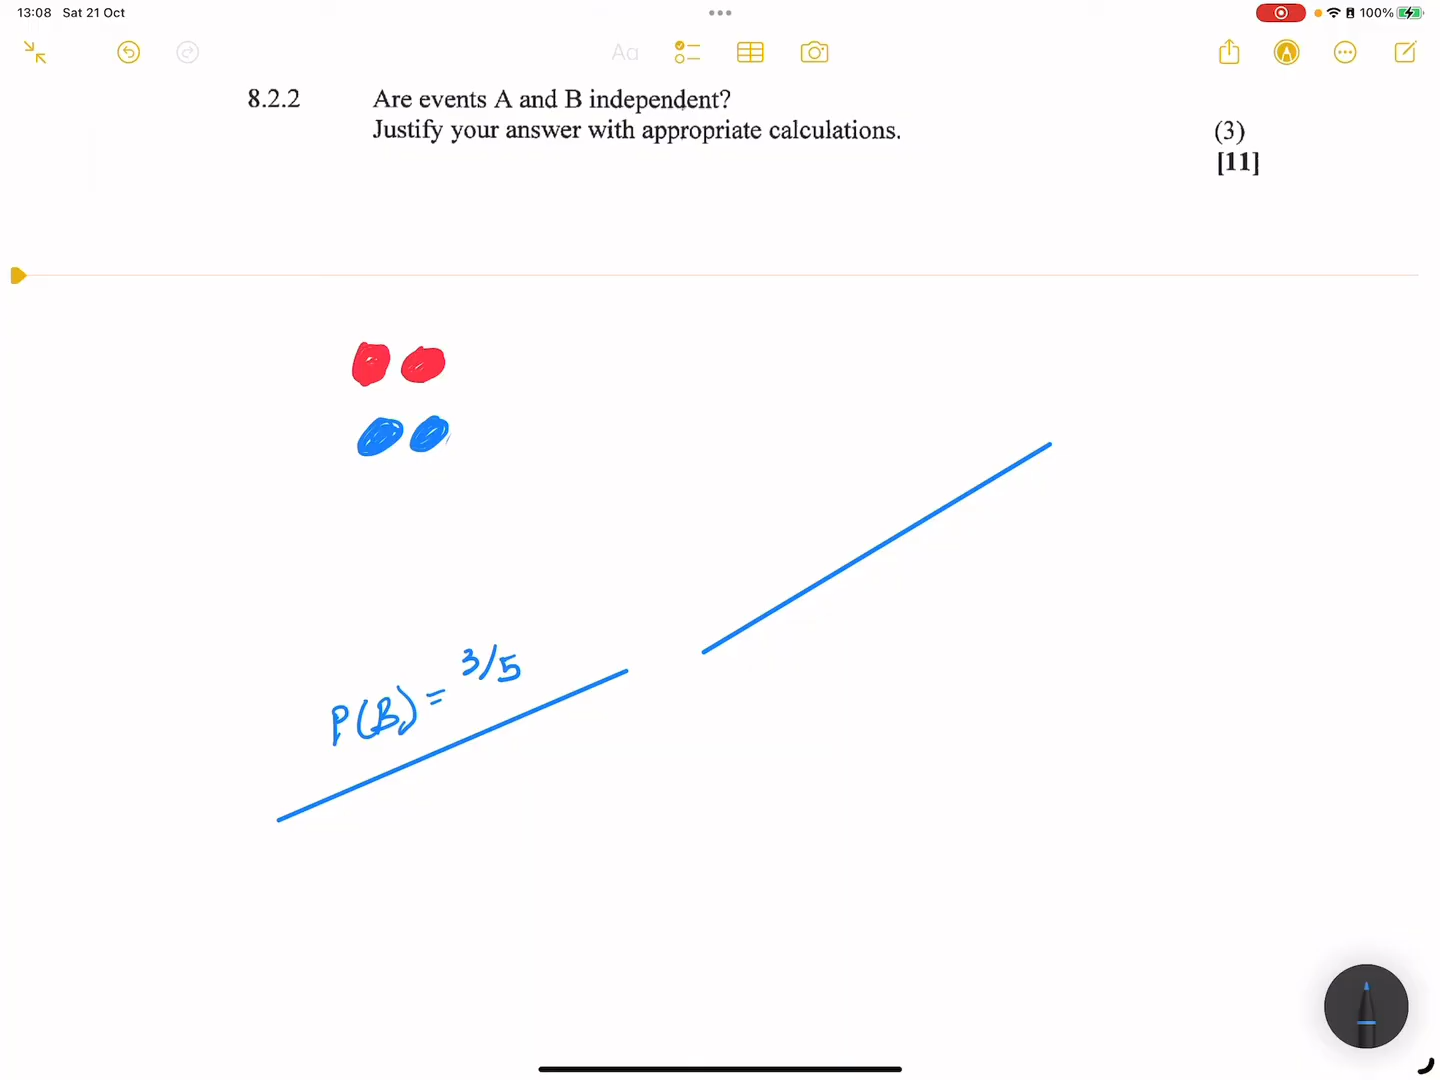 13:08 Sat 21 Oct
100%
Aa
8.2.2 Are events A and B independent?
Justify your answer with appropriate calculations. (3)
[11]
P(B) = 3/5